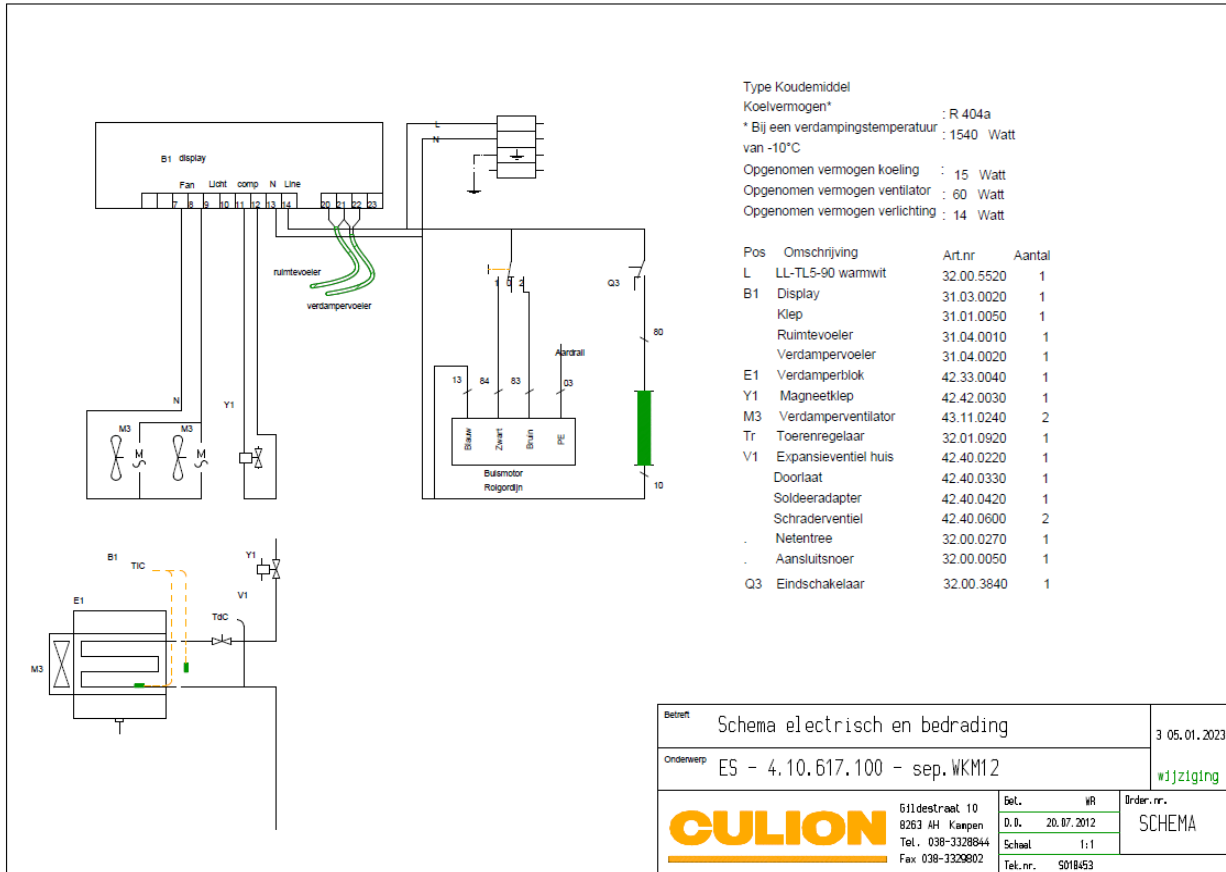 Type Koudemiddel : R 404a
Koelvermogen* : 1540 Watt
* Bij een verdampingstemperatuur
van -10°C
Opgenomen vermogen koeling : 15 Watt
Opgenomen vermogen ventilator : 60 Watt
Opgenomen vermogen verlichting : 14 Watt
L
N
B1 display
Fan Licht comp N Line
7 8 9 10 11 12 13 14 20 21 22 23
ruimtevoeler
verdampervoeler
1 0 2
Q3
80
Aardrail
13 84 83 03
Blauw Zwart Bruin PE
Buismotor
Rolgordijn
10
N
Y1
M3 M M3 M
Pos Omschrijving Art.nr Aantal
L LL-TL5-90 warmwit 32.00.5520 1
B1 Display 31.03.0020 1
Klep 31.01.0050 1
Ruimtevoeler 31.04.0010 1
Verdampervoeler 31.04.0020 1
E1 Verdamperblok 42.33.0040 1
Y1 Magneetklep 42.42.0030 1
M3 Verdamperventilator 43.11.0240 2
Tr Toerenregelaar 32.01.0920 1
V1 Expansieventiel huis 42.40.0220 1
Doorlaat 42.40.0330 1
Soldeeradapter 42.40.0420 1
Schraderventiel 42.40.0600 2
. Netentree 32.00.0270 1
. Aansluitsnoer 32.00.0050 1
Q3 Eindschakelaar 32.00.3840 1
B1
TIC
Y1
E1
V1
TdC
M3
Betreft Schema electrisch en bedrading
3 05.01.2023
Onderwerp ES - 4.10.617.100 - sep.WKM12
wijziging
CULION
Gildestraat 10
8263 AH Kampen
Tel. 038-3328844
Fax 038-3329802
Get. WR
D.D. 20.07.2012
Schaal 1:1
Tek.nr. S018453
Order.nr.
SCHEMA